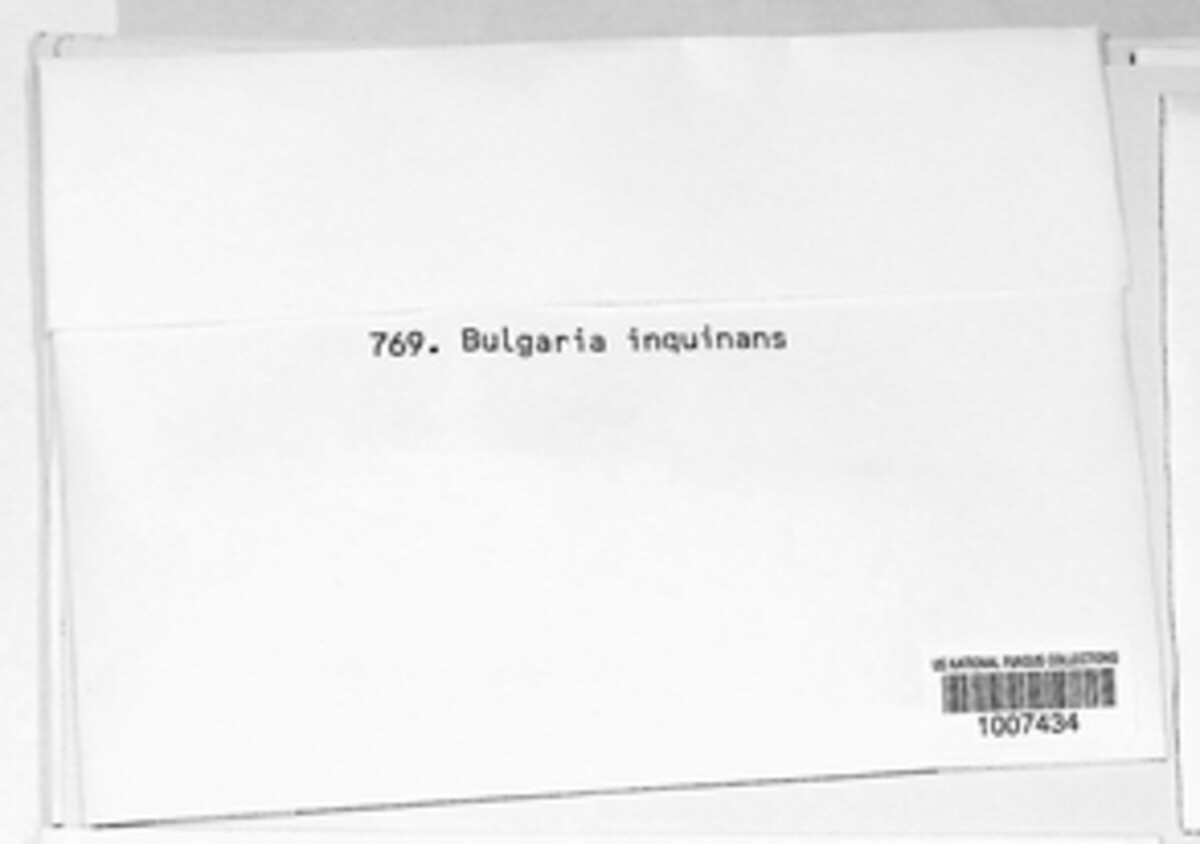 769. Bulgaria inquinans
US NATIONAL FUNGUS COLLECTIONS
1007434